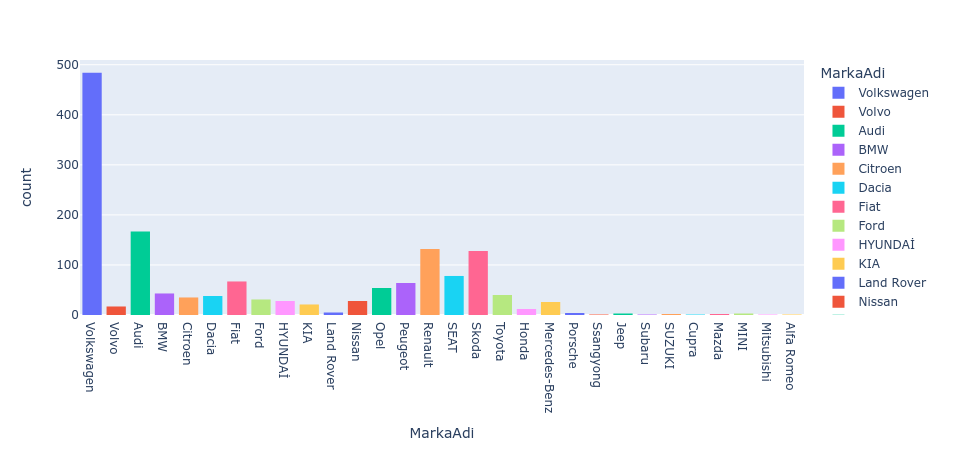 500
400
300
200
100
0
count
Volkswagen
Volvo
Audi
BMW
Citroen
Dacia
Fiat
Ford
HYUNDAİ
KIA
Land Rover
Nissan
Opel
Peugeot
Renault
SEAT
Skoda
Toyota
Honda
Mercedes-Benz
Porsche
Ssangyong
Jeep
Subaru
SUZUKI
Cupra
Mazda
MINI
Mitsubishi
Alfa Romeo
MarkaAdi
MarkaAdi
Volkswagen
Volvo
Audi
BMW
Citroen
Dacia
Fiat
Ford
HYUNDAİ
KIA
Land Rover
Nissan